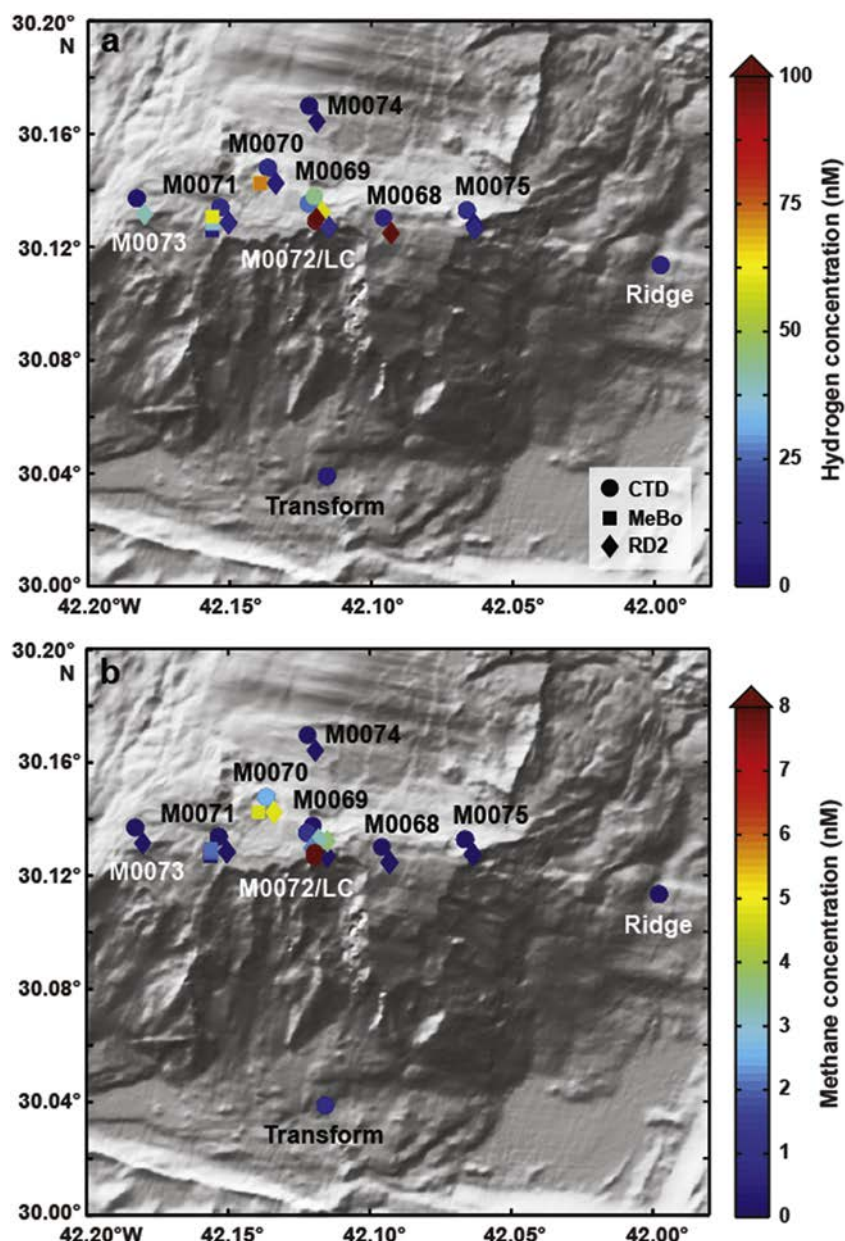 30.20°
N
a
M0074
M0070
M0069
M0071
M0068
M0075
M0073
M0072/LC
Ridge
Transform
CTD
MeBo
RD2
30.16°
30.12°
30.08°
30.04°
30.00°
42.20°W 42.15° 42.10° 42.05° 42.00°
100
75
50
25
0
Hydrogen concentration (nM)
30.20°
N
b
M0074
M0070
M0069
M0071
M0068
M0075
M0073
M0072/LC
Ridge
Transform
30.16°
30.12°
30.08°
30.04°
30.00°
42.20°W 42.15° 42.10° 42.05° 42.00°
8
7
6
5
4
3
2
1
0
Methane concentration (nM)